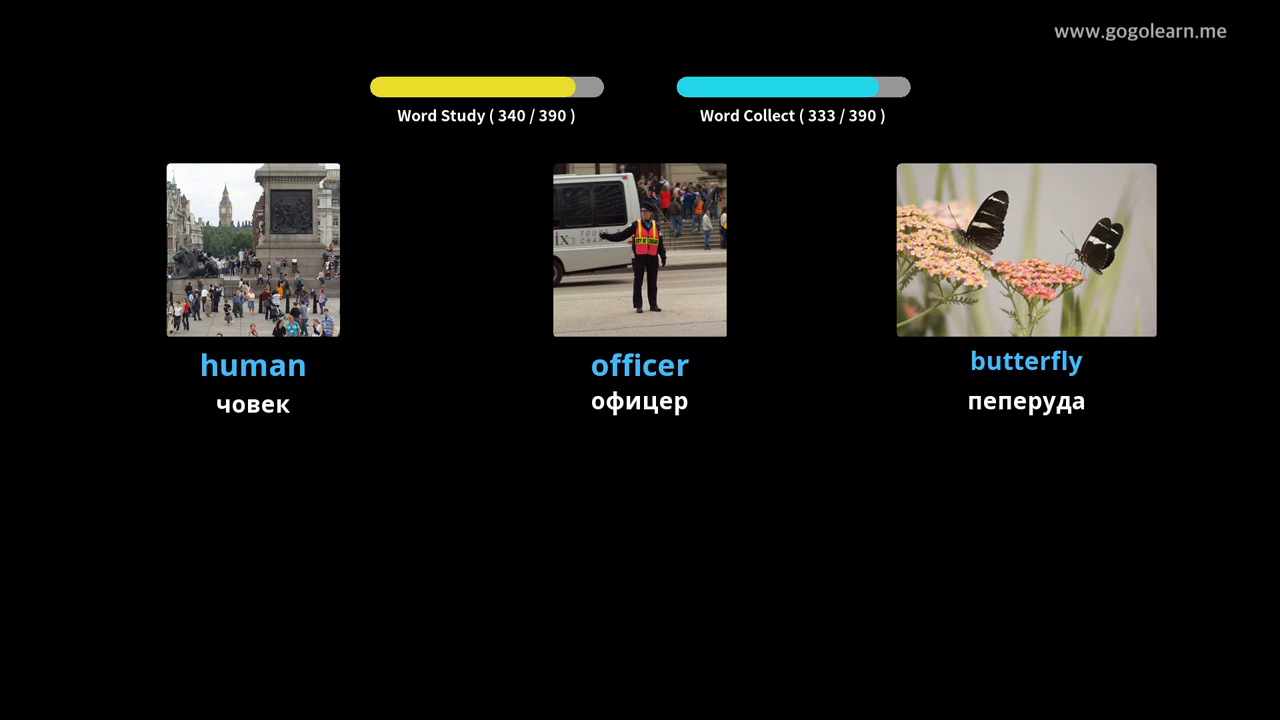 www.gogolearn.me
Word Study ( 340 / 390 )
Word Collect ( 333 / 390 )
human
човек
officer
офицер
butterfly
пеперуда